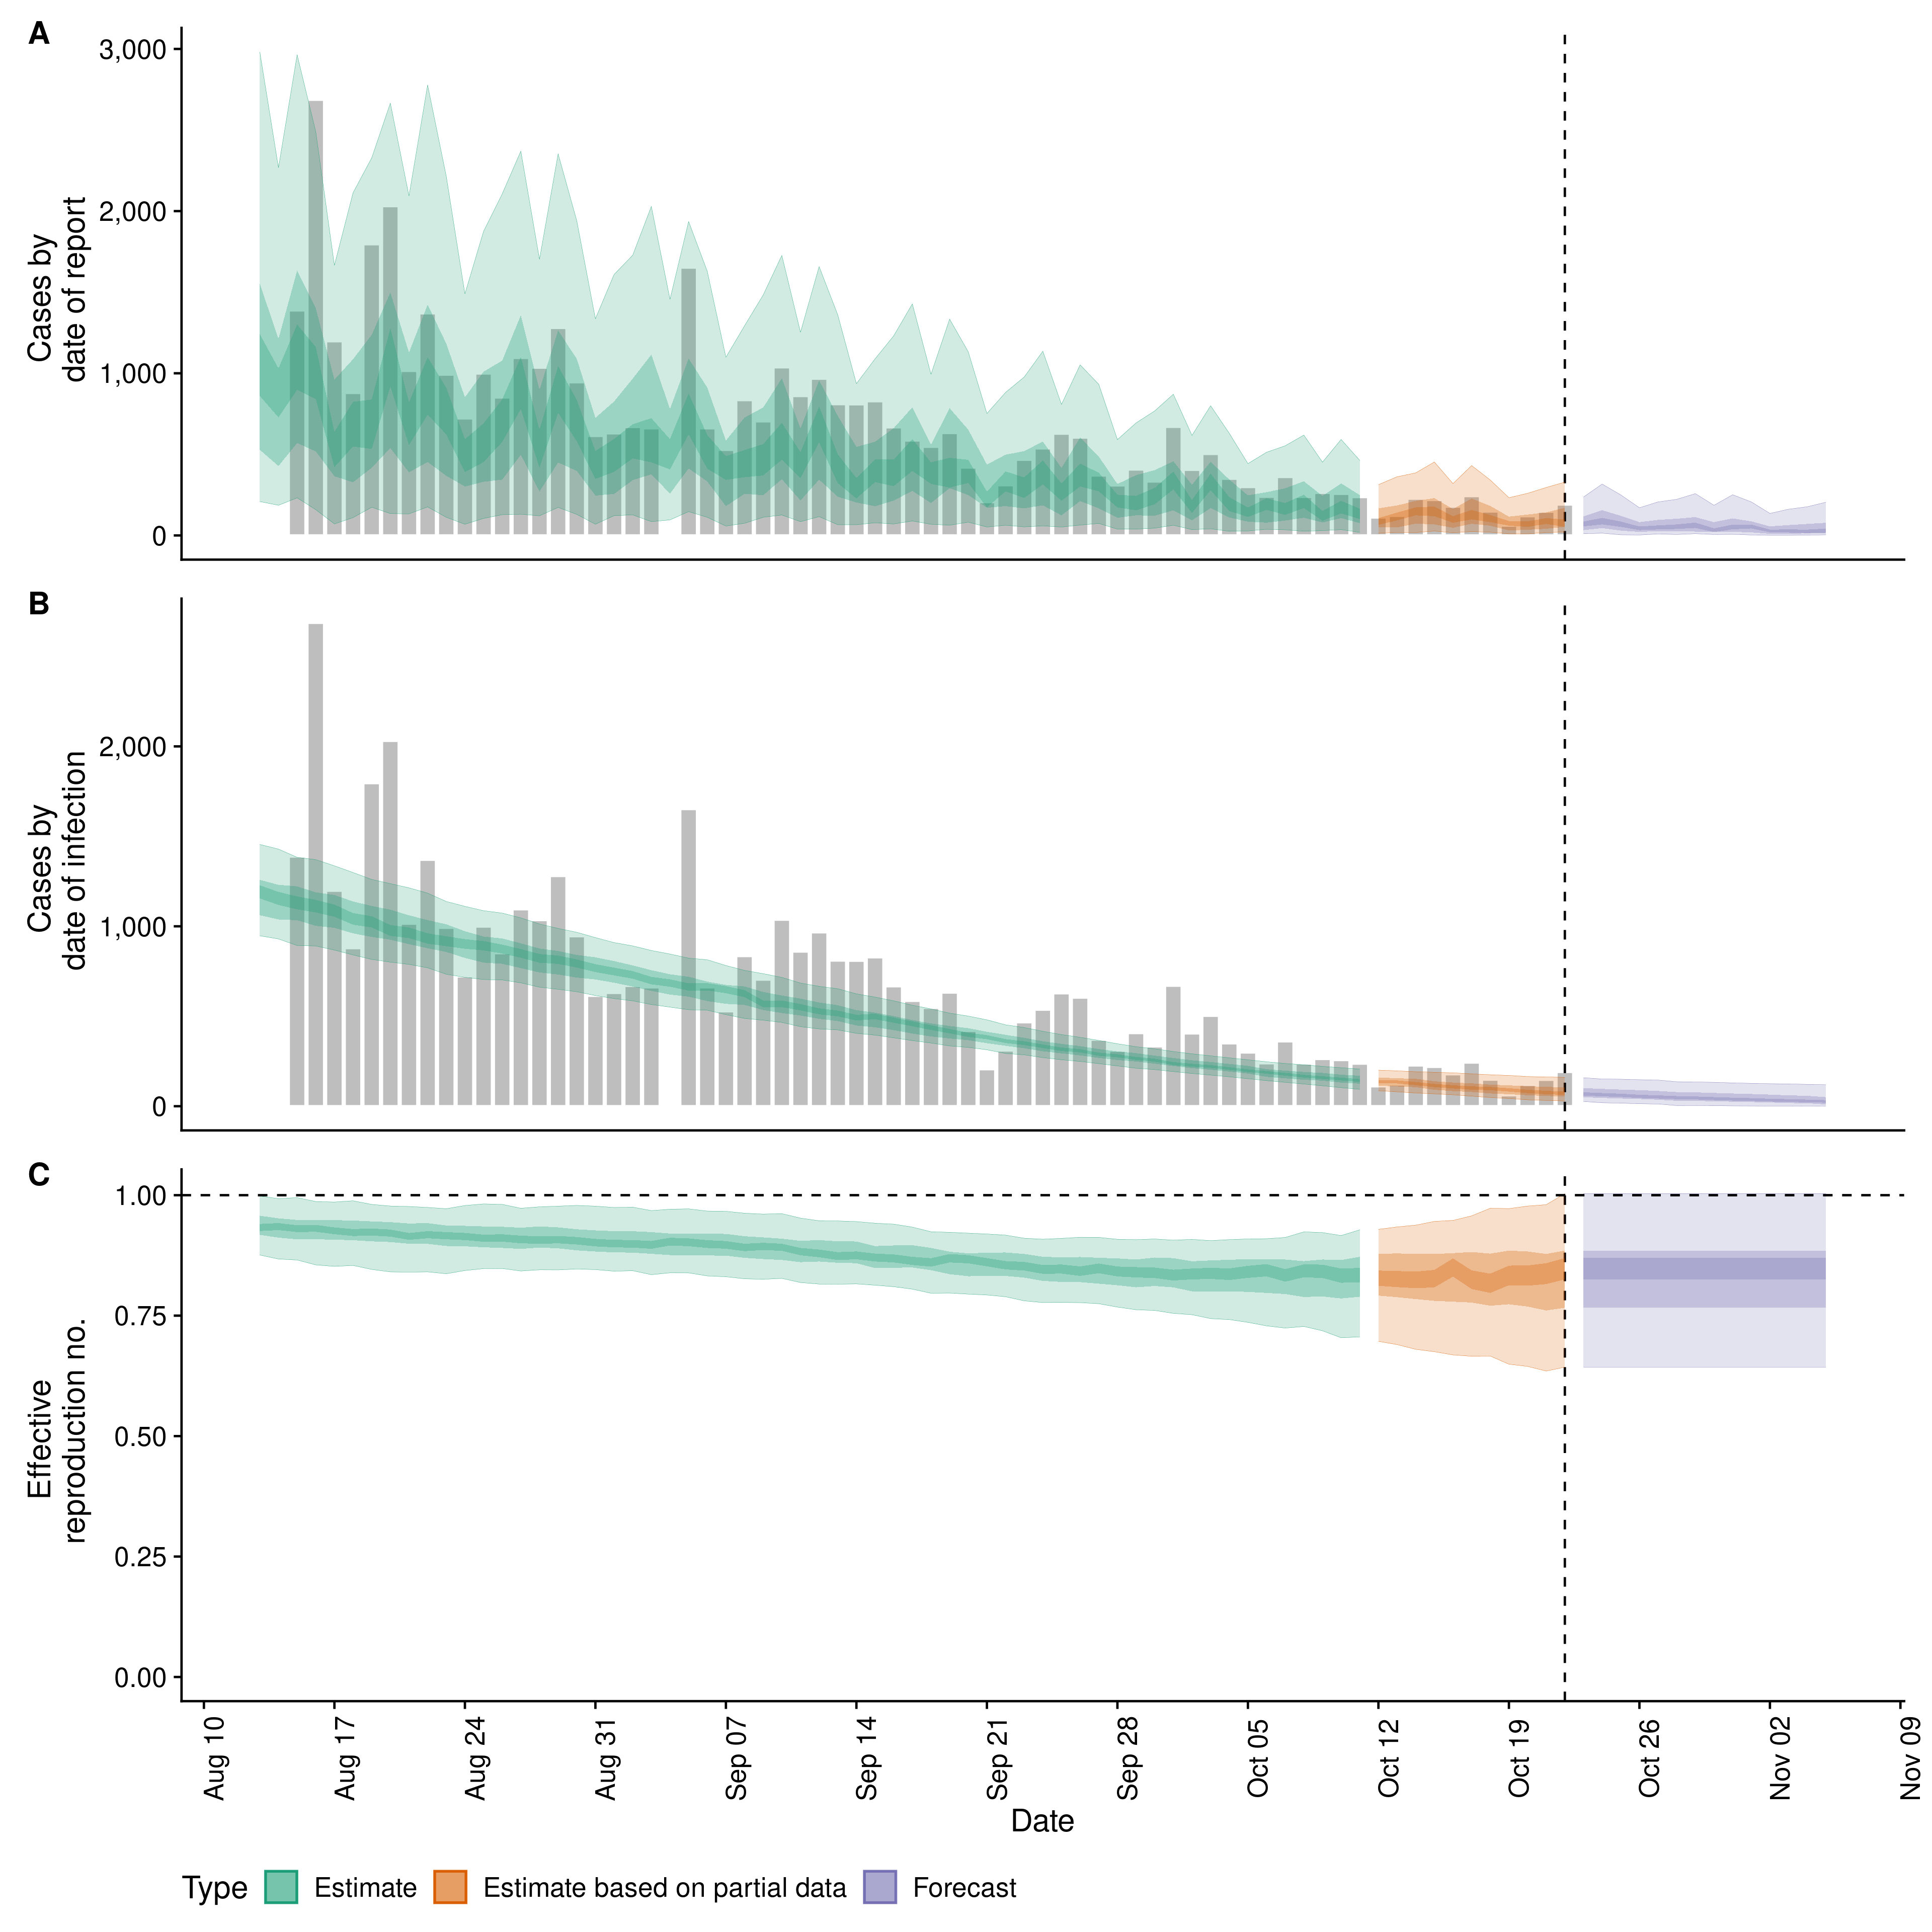 A
3,000
2,000
1,000
0
Cases by
date of report
B
2,000
1,000
0
Cases by
date of infection
C
1.00
0.75
0.50
0.25
0.00
Effective
reproduction no.
Aug 10
Aug 17
Aug 24
Aug 31
Sep 07
Sep 14
Sep 21
Sep 28
Oct 05
Oct 12
Oct 19
Oct 26
Nov 02
Nov 09
Date
Type Estimate Estimate based on partial data Forecast